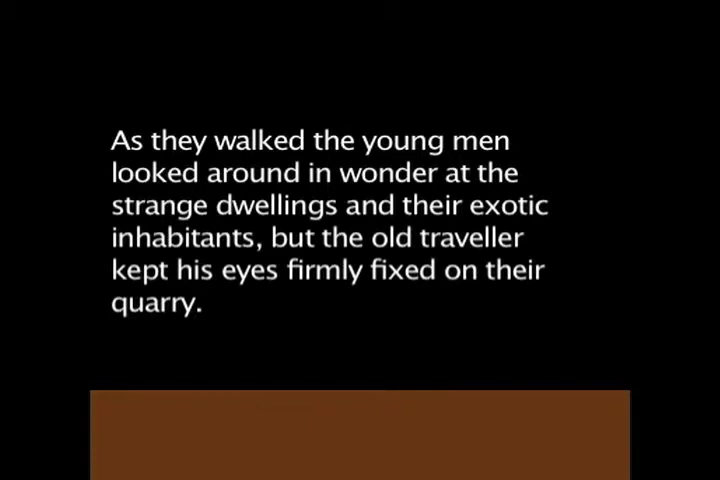 As they walked the young men
looked around in wonder at the
strange dwellings and their exotic
inhabitants, but the old traveller
kept his eyes firmly fixed on their
quarry.